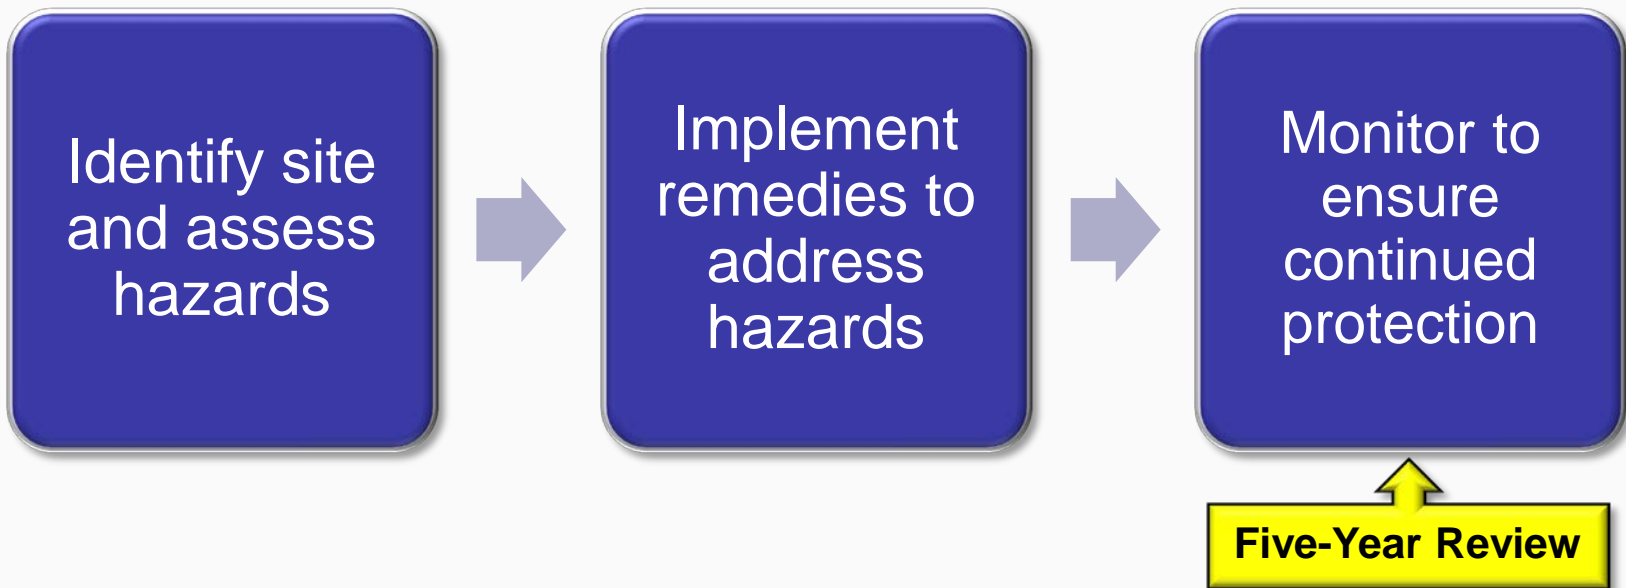 Identify site
and assess
hazards
Implement
remedies to
address
hazards
Monitor to
ensure
continued
protection
Five-Year Review